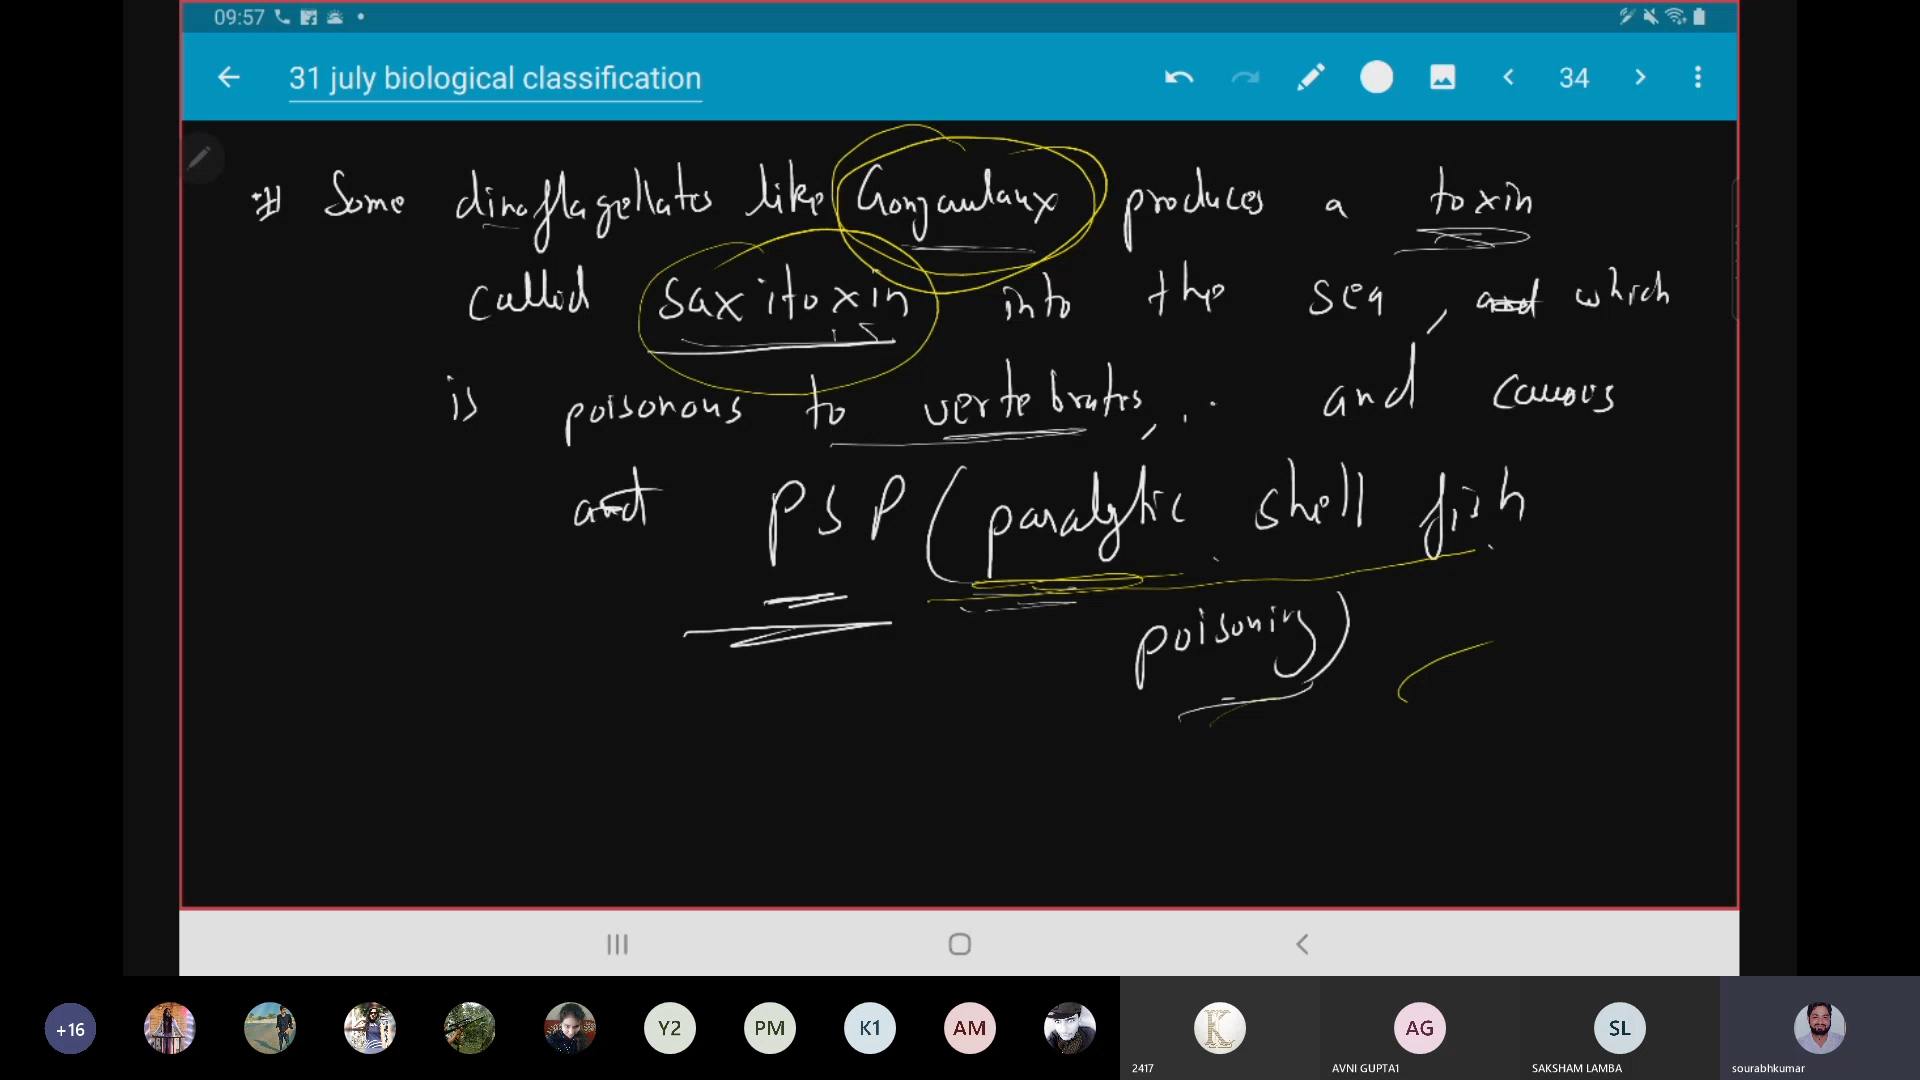 09:57
31 july biological classification
34
Some dinoflagellates like Gonyaulaux produces a toxin
called saxitoxin into the sea, and which
is poisonous to vertebrates, and causes
and PSP (paralytic shell fish
poisoning)
+16
Y2
PM
K1
AM
K
AG
SL
2417
AVNI GUPTA1
SAKSHAM LAMBA
sourabhkumar